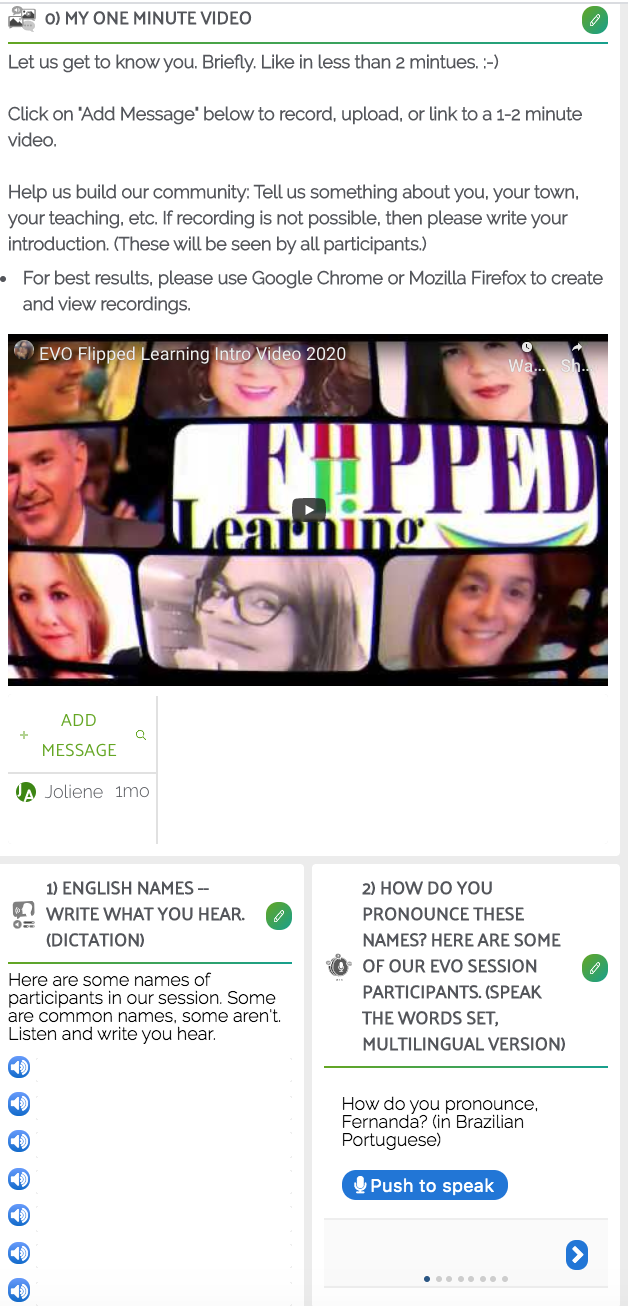 0) MY ONE MINUTE VIDEO
Let us get to know you. Briefly. Like in less than 2 mintues. :-)
Click on "Add Message" below to record, upload, or link to a 1-2 minute
video.
Help us build our community: Tell us something about you, your town,
your teaching, etc. If recording is not possible, then please write your
introduction. (These will be seen by all participants.)
• For best results, please use Google Chrome or Mozilla Firefox to create
and view recordings.
EVO Flipped Learning Intro Video 2020
Wa... Sh...
FLIPPED
Learning
ADD
MESSAGE
JA Joliene 1mo
1) ENGLISH NAMES --
WRITE WHAT YOU HEAR.
(DICTATION)
Here are some names of
participants in our session. Some
are common names, some aren't.
Listen and write you hear.
2) HOW DO YOU
PRONOUNCE THESE
NAMES? HERE ARE SOME
OF OUR EVO SESSION
PARTICIPANTS. (SPEAK
THE WORDS SET,
MULTILINGUAL VERSION)
How do you pronounce,
Fernanda? (in Brazilian
Portuguese)
Push to speak